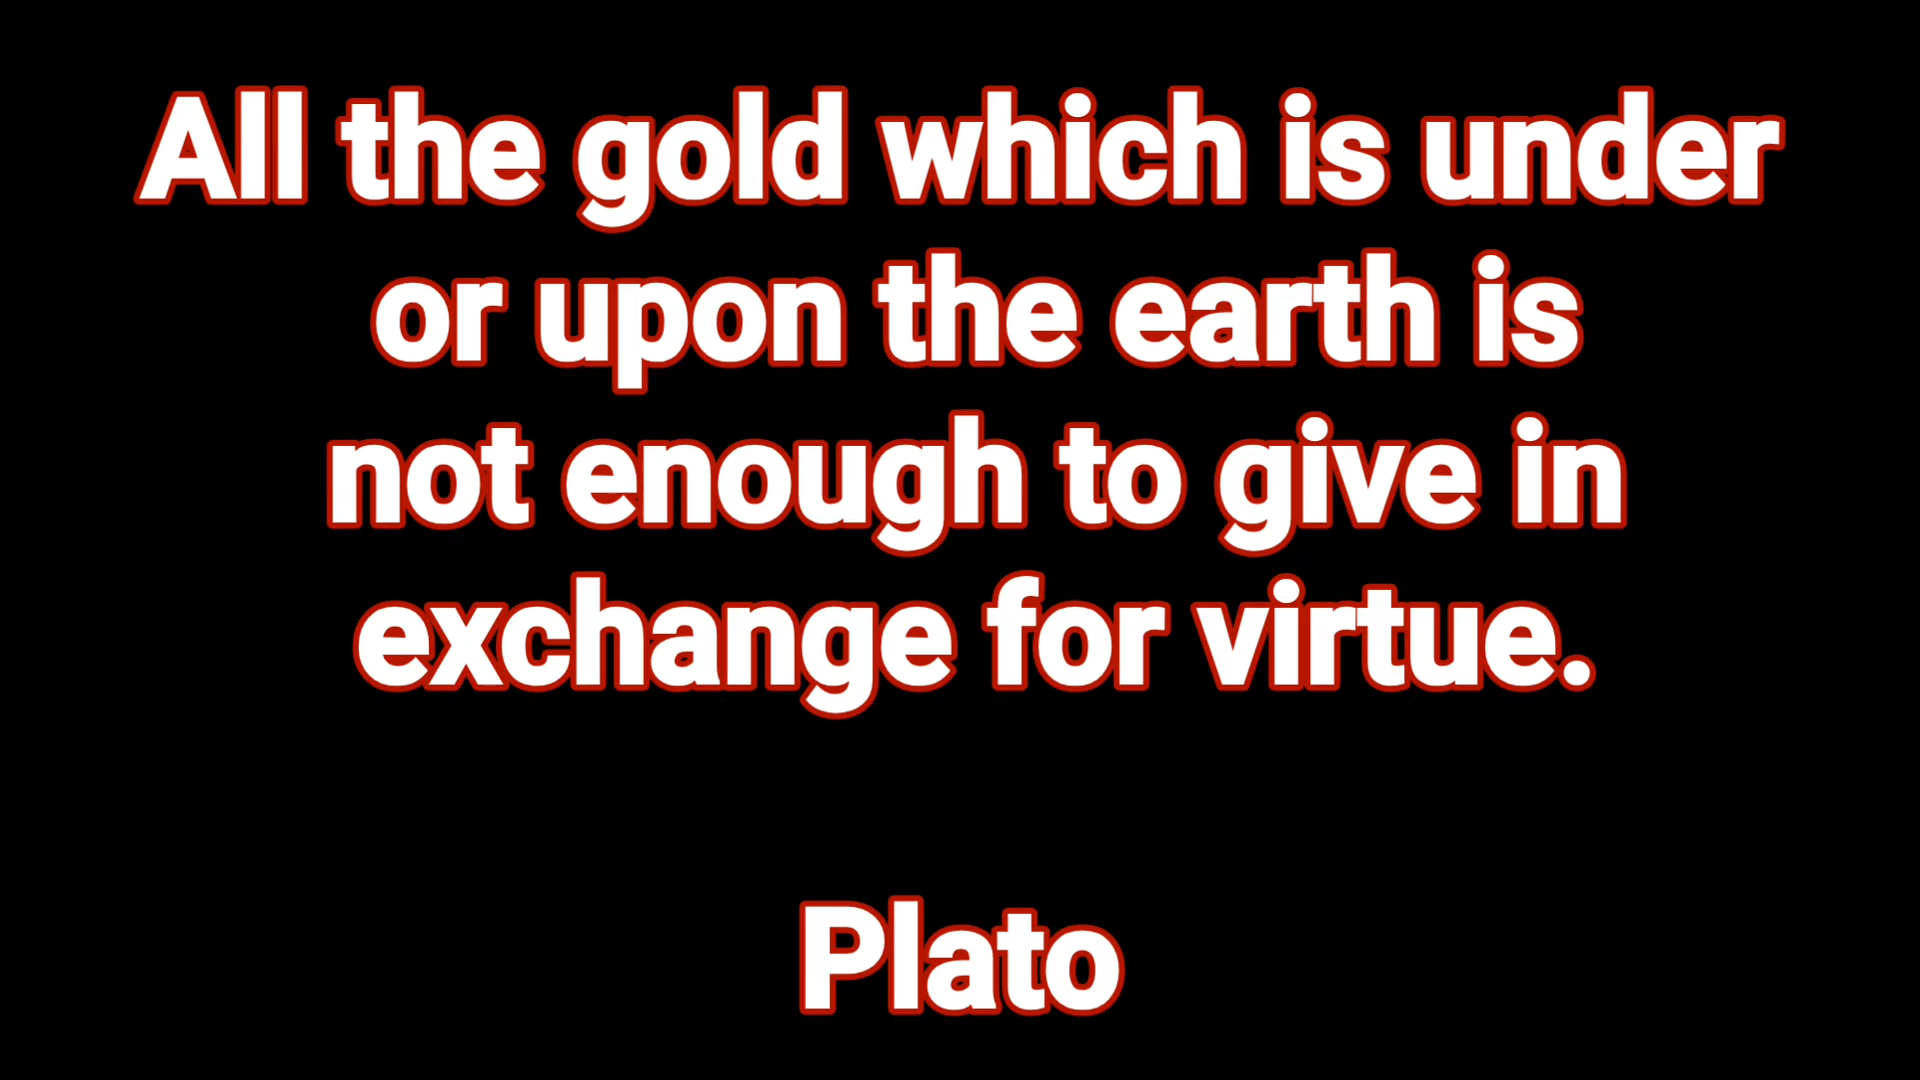 All the gold which is under
or upon the earth is
not enough to give in
exchange for virtue.
Plato